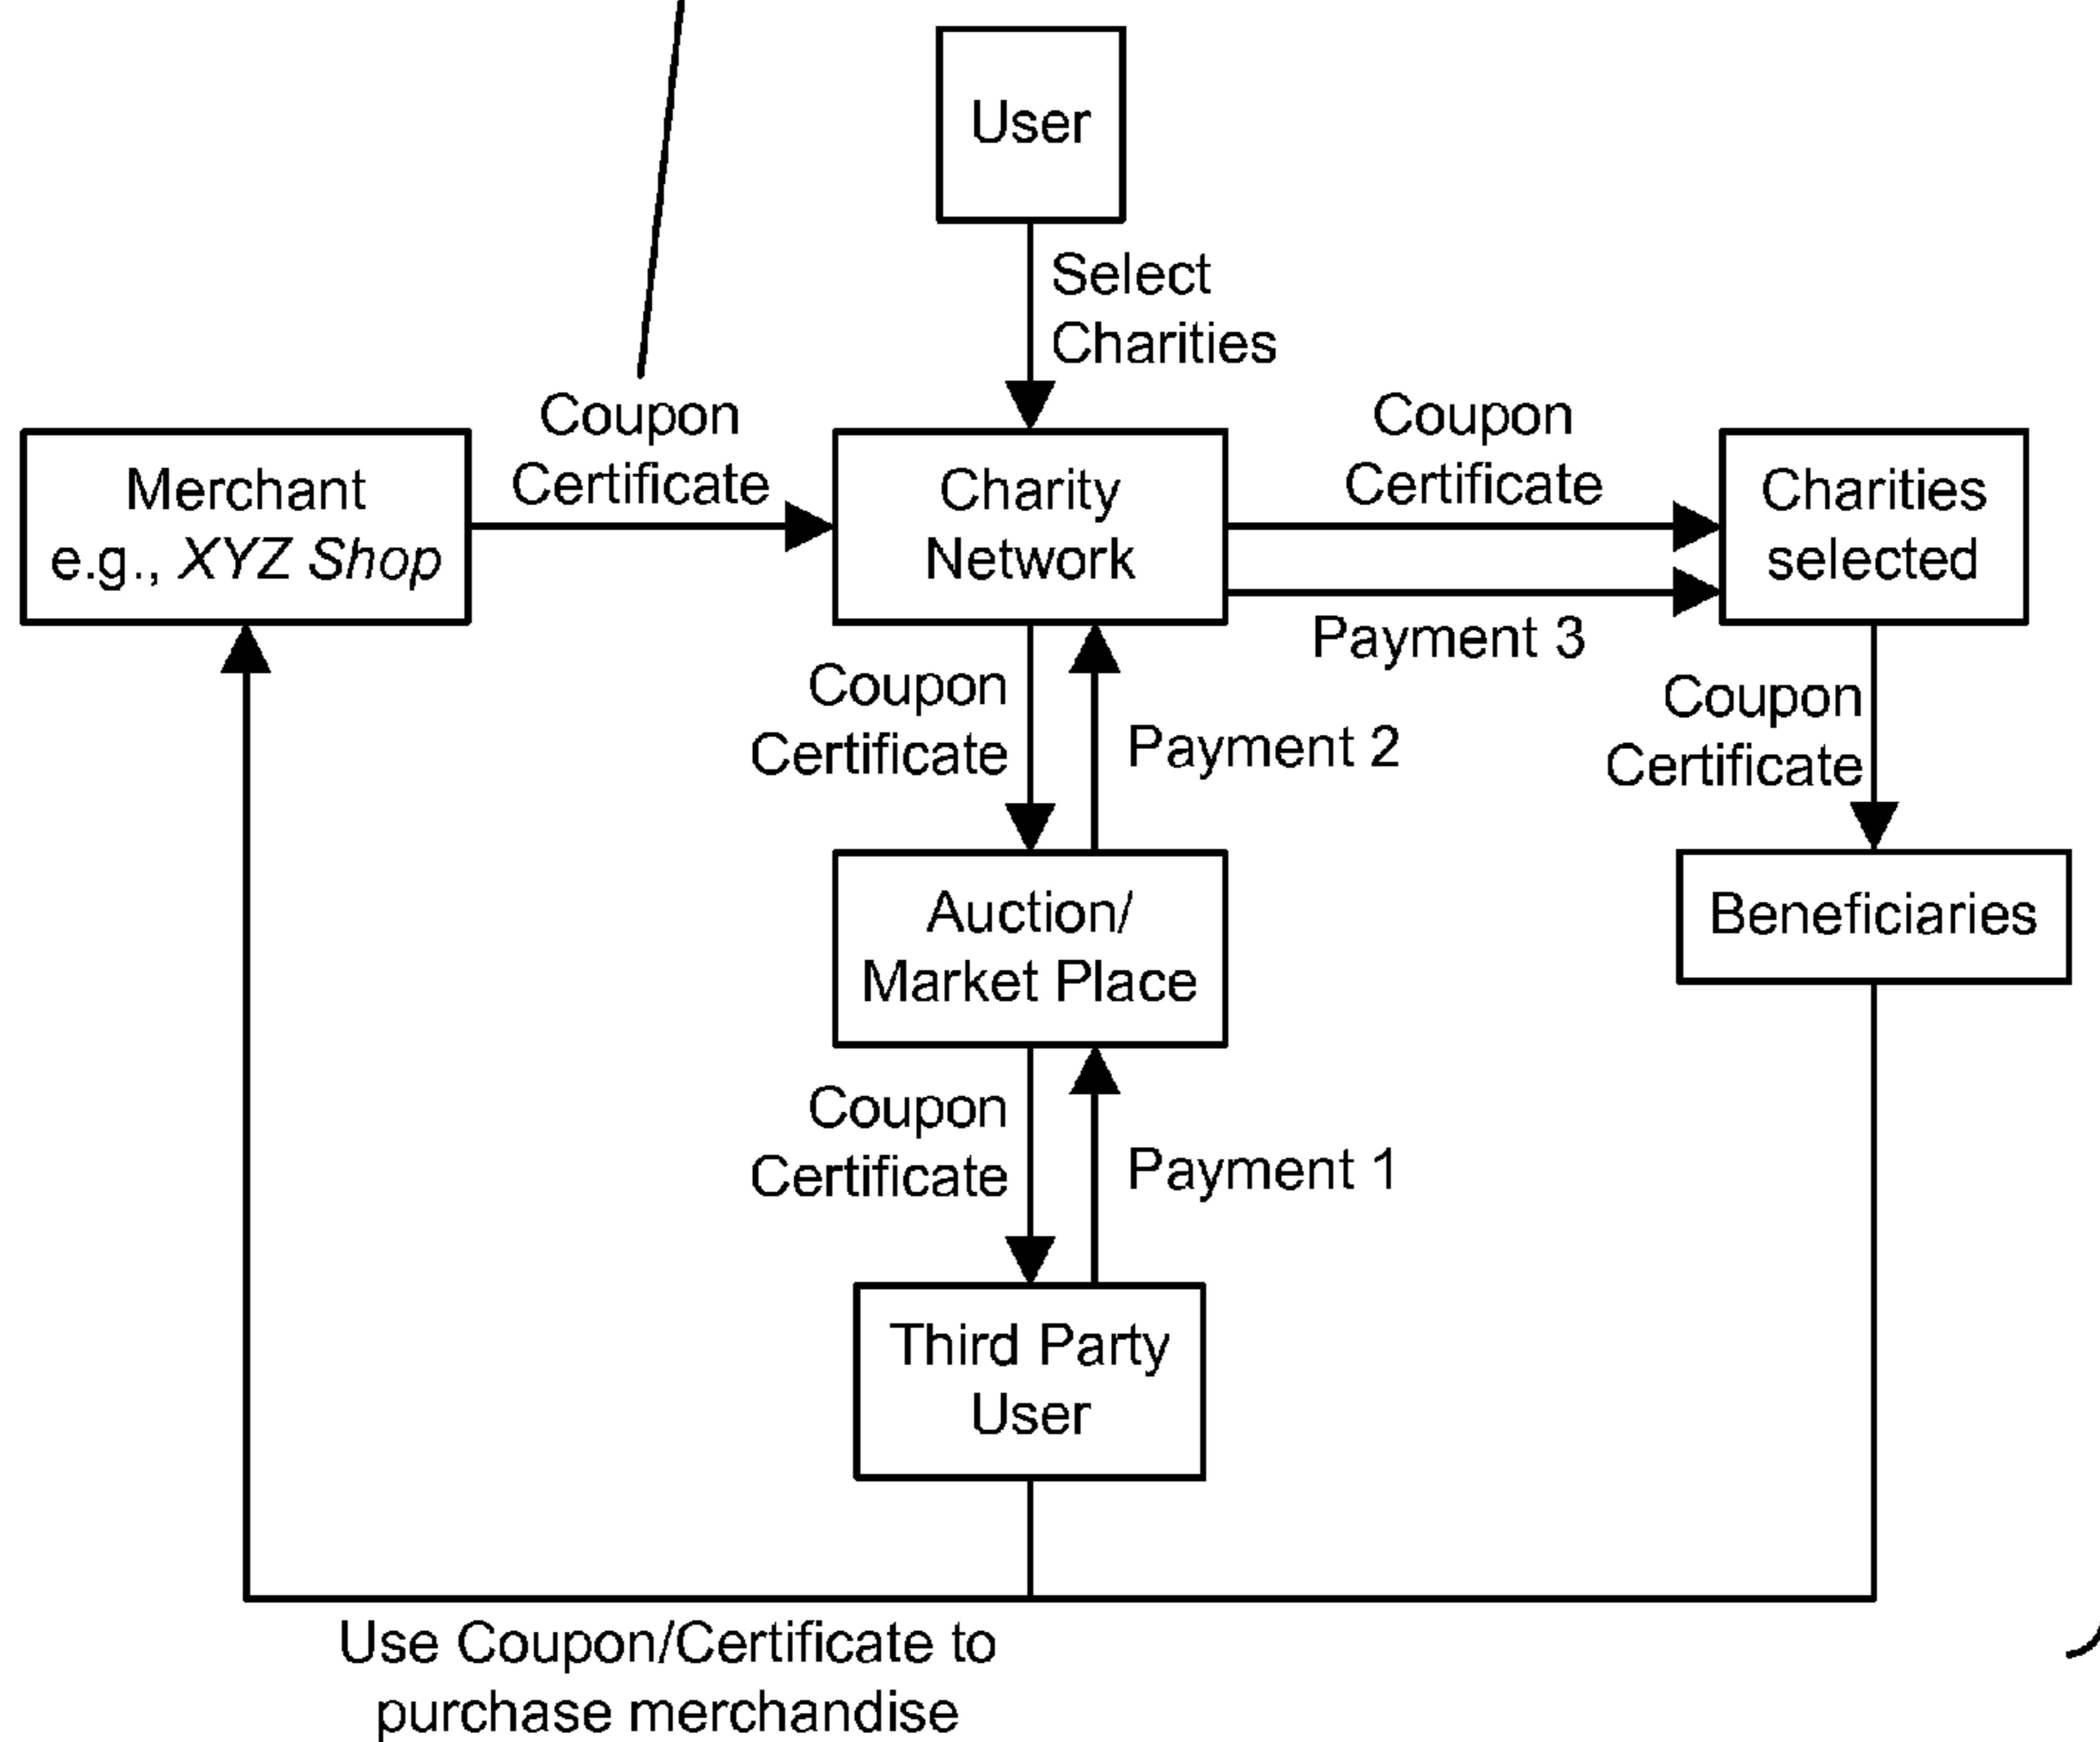 User
Select
Charities
Coupon
Certificate
Coupon
Certificate
Merchant
e.g., XYZ Shop
Charity
Network
Charities
selected
Payment 3
Coupon
Certificate
Payment 2
Coupon
Certificate
Auction/
Market Place
Beneficiaries
Coupon
Certificate
Payment 1
Third Party
User
Use Coupon/Certificate to
purchase merchandise